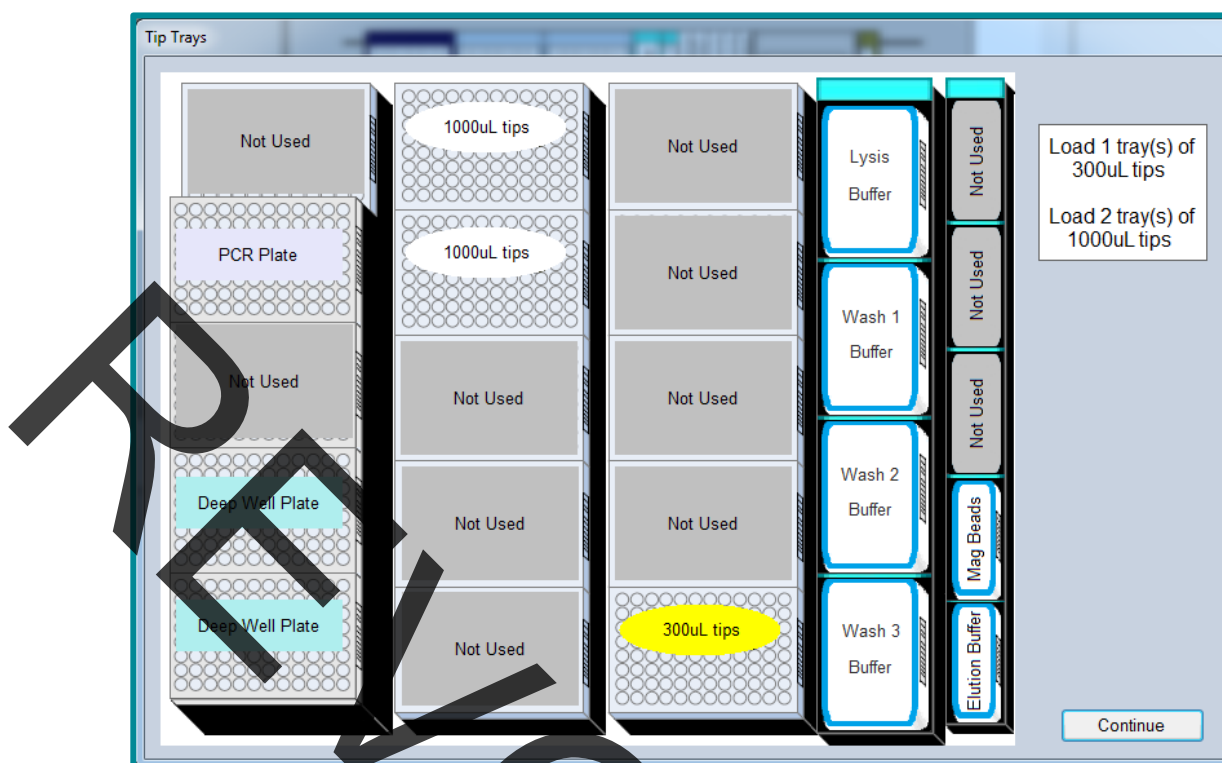 Tip Trays
Not Used
PCR Plate
Not Used
Deep Well Plate
Deep Well Plate
1000uL tips
1000uL tips
Not Used
Not Used
Not Used
Not Used
Not Used
Not Used
Not Used
300uL tips
Lysis
Buffer
Wash 1
Buffer
Wash 2
Buffer
Wash 3
Buffer
Not Used
Not Used
Not Used
Mag Beads
Elution Buffer
Load 1 tray(s) of
300uL tips
Load 2 tray(s) of
1000uL tips
Continue